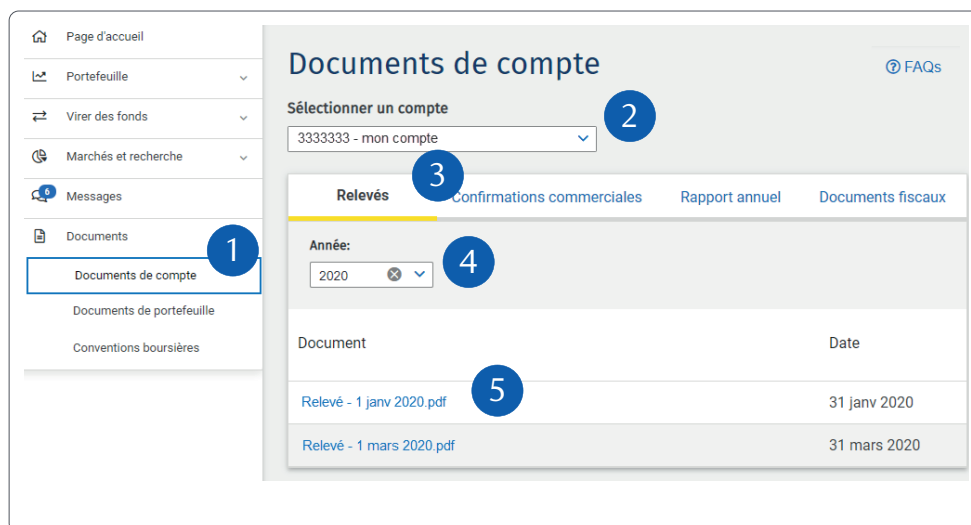 Page d'accueil
Portefeuille
Virer des fonds
Marchés et recherche
6
Messages
Documents
1
Documents de compte
Documents de portefeuille
Conventions boursières
Documents de compte
FAQs
Sélectionner un compte
2
3333333 - mon compte
3
Relevés Confirmations commerciales Rapport annuel Documents fiscaux
Année:
2020
4
Document Date
5
Relevé - 1 janv 2020.pdf 31 janv 2020
Relevé - 1 mars 2020.pdf 31 mars 2020